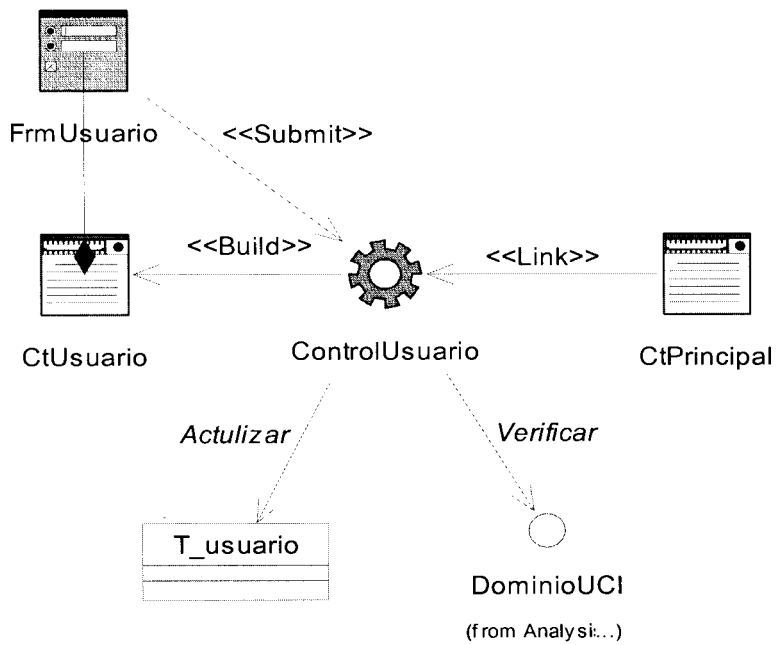 FrmUsuario
<<Submit>>
<<Build>>
<<Link>>
CtUsuario
ControlUsuario
CtPrincipal
Actulizar
Verificar
T_usuario
DominioUCI
(from Analysi:...)